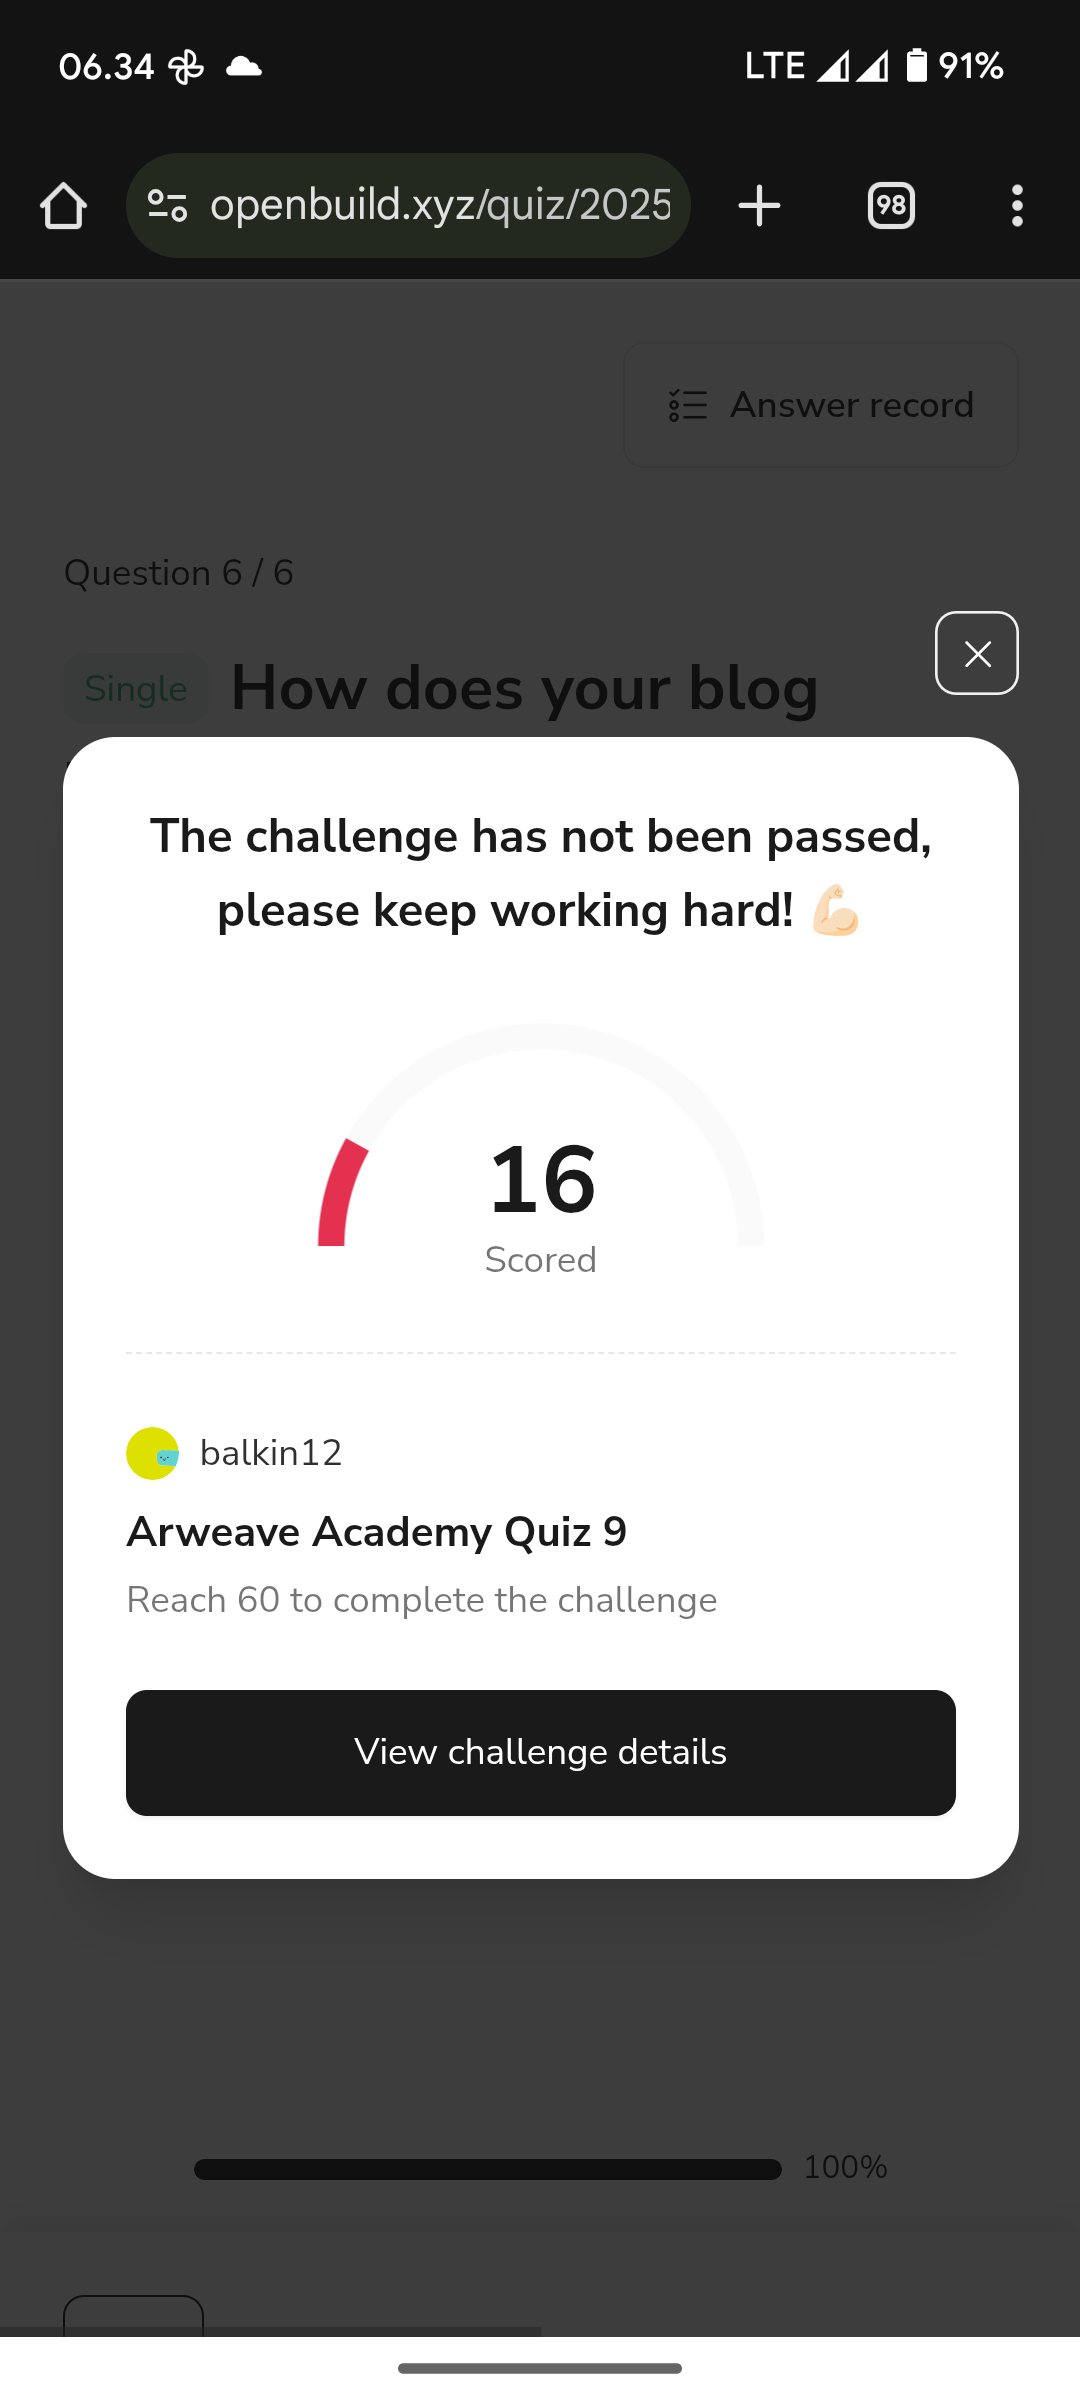 06.34
LTE 91%
openbuild.xyz/quiz/2025
98
Answer record
Question 6 / 6
Single How does your blog
The challenge has not been passed,
please keep working hard! 💪🏻
16
Scored
balkin12
Arweave Academy Quiz 9
Reach 60 to complete the challenge
View challenge details
100%